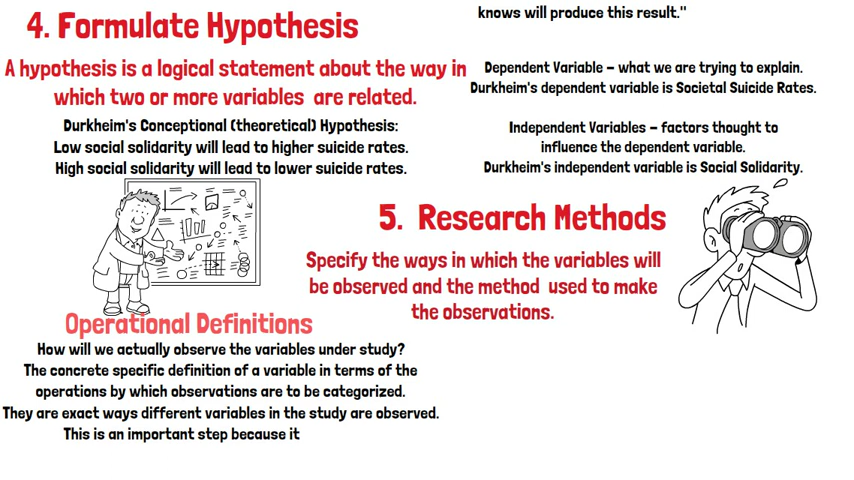 4. Formulate Hypothesis
A hypothesis is a logical statement about the way in
which two or more variables are related.
Durkheim's Conceptional (theoretical) Hypothesis:
Low social solidarity will lead to higher suicide rates.
High social solidarity will lead to lower suicide rates.
knows will produce this result."
Dependent Variable – what we are trying to explain.
Durkheim's dependent variable is Societal Suicide Rates.
Independent Variables – factors thought to
influence the dependent variable.
Durkheim's independent variable is Social Solidarity.
5. Research Methods
Specify the ways in which the variables will
be observed and the method used to make
the observations.
Operational Definitions
How will we actually observe the variables under study?
The concrete specific definition of a variable in terms of the
operations by which observations are to be categorized.
They are exact ways different variables in the study are observed.
This is an important step because it